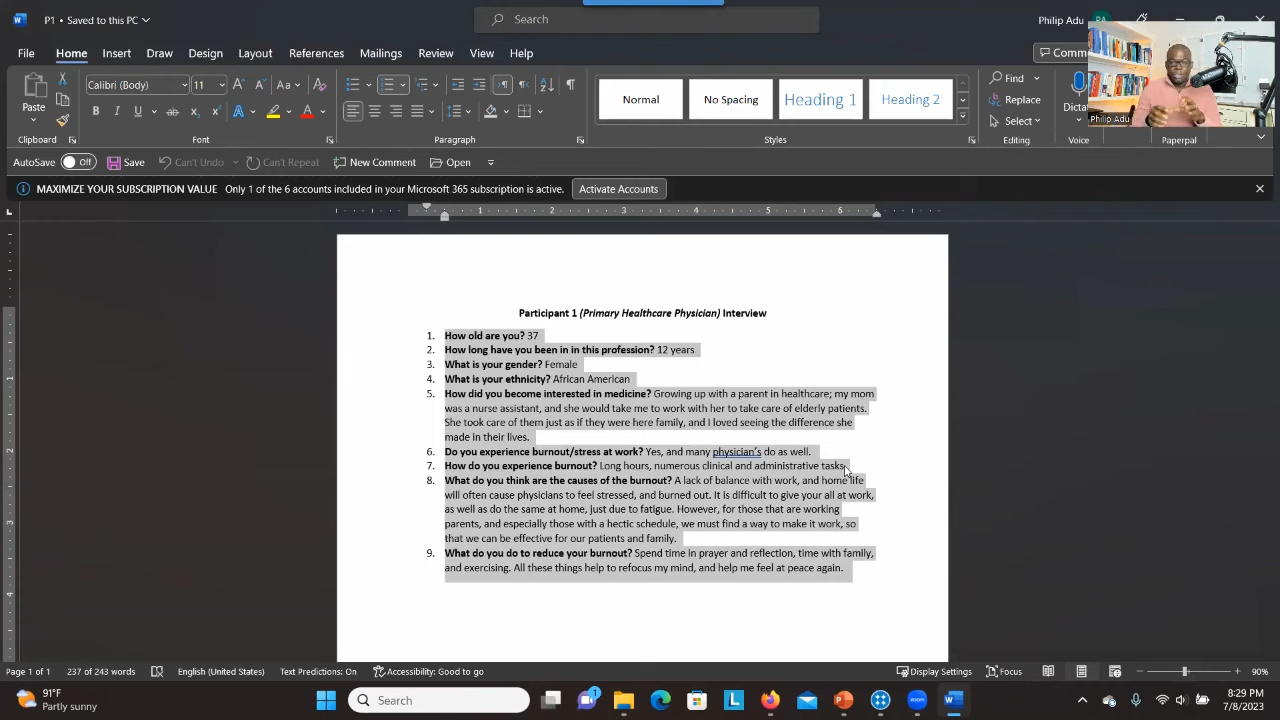 P1 • Saved to this PC
Search
Philip Adu
PA
File Home Insert Draw Design Layout References Mailings Review View Help
Paste
Calibri (Body) 11
Aa
Normal
No Spacing
Heading 1
Heading 2
Find
Replace
Select
Clipboard Font Paragraph Styles Editing Voice Paperpal
Philip Adu
AutoSave Off Save Can't Undo Can't Repeat New Comment Open
MAXIMIZE YOUR SUBSCRIPTION VALUE Only 1 of the 6 accounts included in your Microsoft 365 subscription is active. Activate Accounts
1 2 3 4 5 6
Participant 1 (Primary Healthcare Physician) Interview
1. How old are you? 37
2. How long have you been in in this profession? 12 years
3. What is your gender? Female
4. What is your ethnicity? African American
5. How did you become interested in medicine? Growing up with a parent in healthcare; my mom
was a nurse assistant, and she would take me to work with her to take care of elderly patients.
She took care of them just as if they were here family, and I loved seeing the difference she
made in their lives.
6. Do you experience burnout/stress at work? Yes, and many physician's do as well.
7. How do you experience burnout? Long hours, numerous clinical and administrative tasks.
8. What do you think are the causes of the burnout? A lack of balance with work, and home life
will often cause physicians to feel stressed, and burned out. It is difficult to give your all at work,
as well as do the same at home, just due to fatigue. However, for those that are working
parents, and especially those with a hectic schedule, we must find a way to make it work, so
that we can be effective for our patients and family.
9. What do you do to reduce your burnout? Spend time in prayer and reflection, time with family,
and exercising. All these things help to refocus my mind, and help me feel at peace again.
Page 1 of 1 237 of 243 words English (United States) Text Predictions: On Accessibility: Good to go Display Settings Focus 90%
91°F
Partly sunny
Search
8:29 PM
7/8/2023